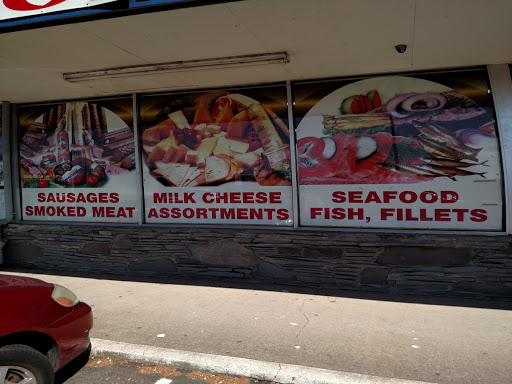 SAUSAGES
SMOKED MEAT
MILK CHEESE
ASSORTMENTS
SEAFOOD
FISH, FILLETS